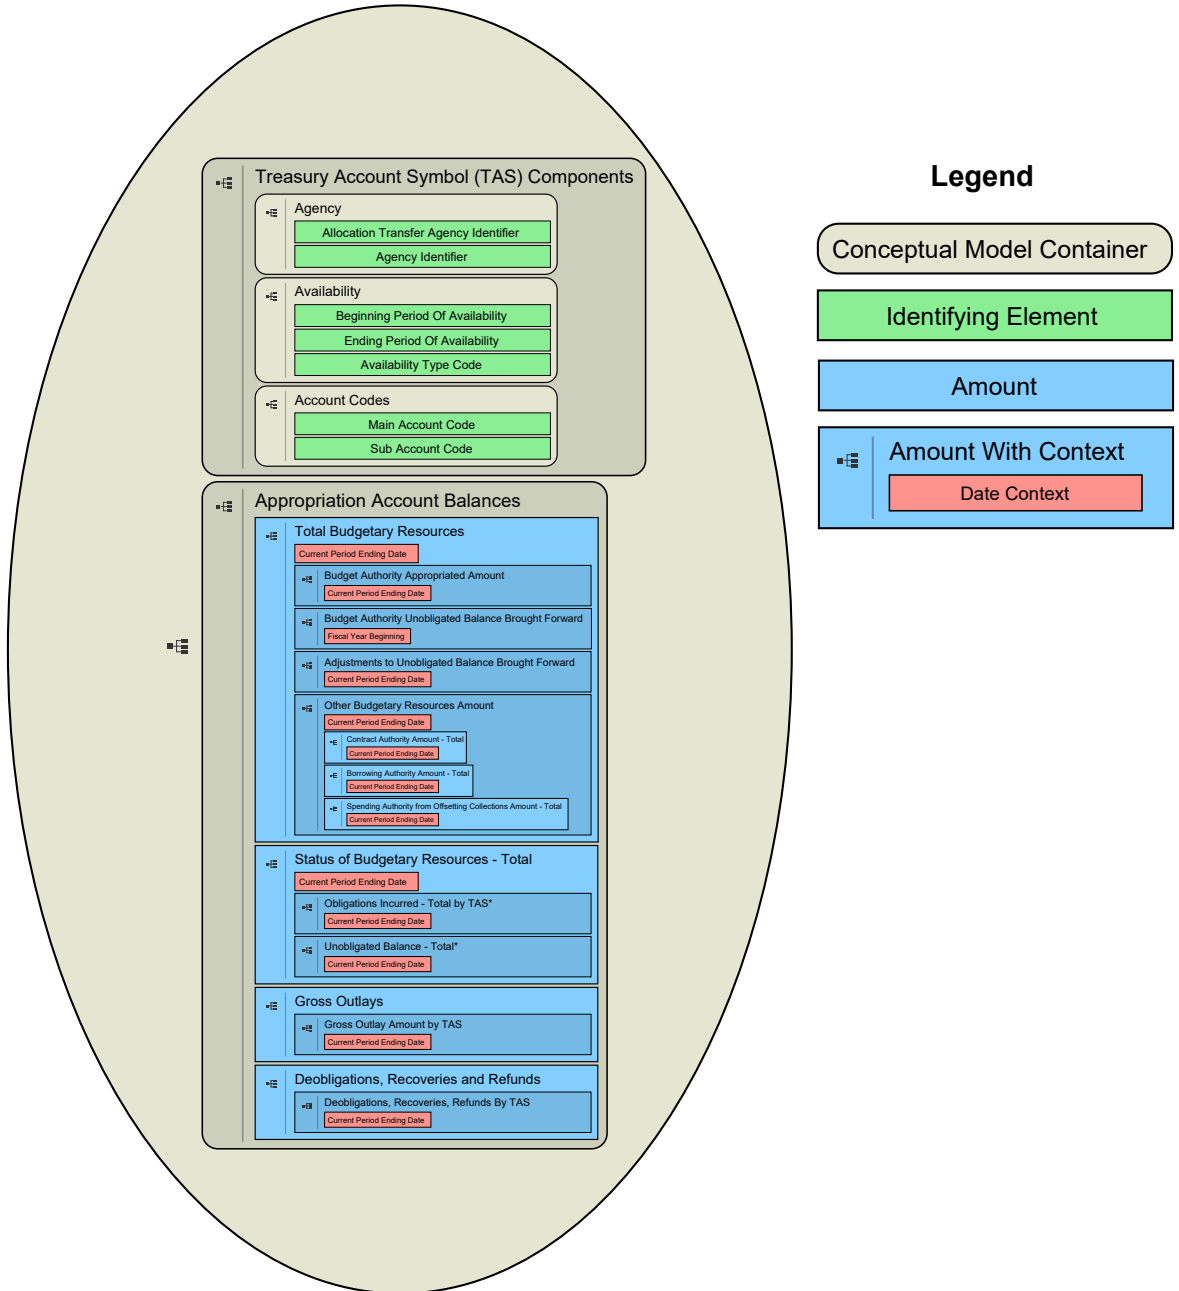 Treasury Account Symbol (TAS) Components
Agency
Allocation Transfer Agency Identifier
Agency Identifier
Availability
Beginning Period Of Availability
Ending Period Of Availability
Availability Type Code
Account Codes
Main Account Code
Sub Account Code
Appropriation Account Balances
Total Budgetary Resources
Current Period Ending Date
Budget Authority Appropriated Amount
Current Period Ending Date
Budget Authority Unobligated Balance Brought Forward
Fiscal Year Beginning
Adjustments to Unobligated Balance Brought Forward
Current Period Ending Date
Other Budgetary Resources Amount
Current Period Ending Date
Contract Authority Amount - Total
Current Period Ending Date
Borrowing Authority Amount - Total
Current Period Ending Date
Spending Authority from Offsetting Collections Amount - Total
Current Period Ending Date
Status of Budgetary Resources - Total
Current Period Ending Date
Obligations Incurred - Total by TAS*
Current Period Ending Date
Unobligated Balance - Total*
Current Period Ending Date
Gross Outlays
Gross Outlay Amount by TAS
Current Period Ending Date
Deobligations, Recoveries and Refunds
Deobligations, Recoveries, Refunds By TAS
Current Period Ending Date
Legend
Conceptual Model Container
Identifying Element
Amount
Amount With Context
Date Context